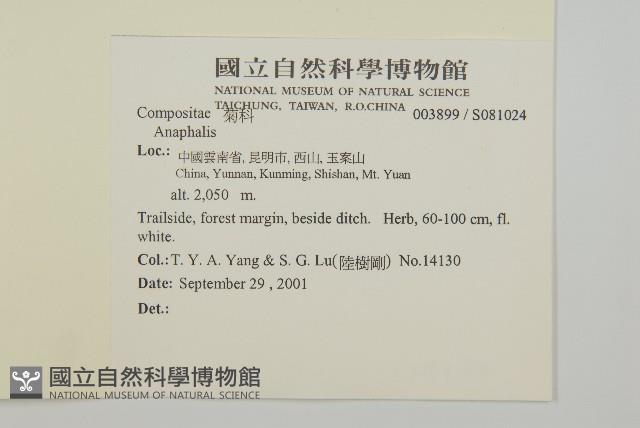 國立自然科學博物館
NATIONAL MUSEUM OF NATURAL SCIENCE
TAICHUNG, TAIWAN, R.O.CHINA
Compositae 菊科 003899 / S081024
Anaphalis
Loc.: 中國雲南省, 昆明市, 西山, 玉案山
China, Yunnan, Kunming, Shishan, Mt. Yuan
alt. 2,050 m.
Trailside, forest margin, beside ditch. Herb, 60-100 cm, fl.
white.
Col.: T. Y. A. Yang & S. G. Lu(陸樹剛) No.14130
Date: September 29 , 2001
Det.:
國立自然科學博物館
NATIONAL MUSEUM OF NATURAL SCIENCE